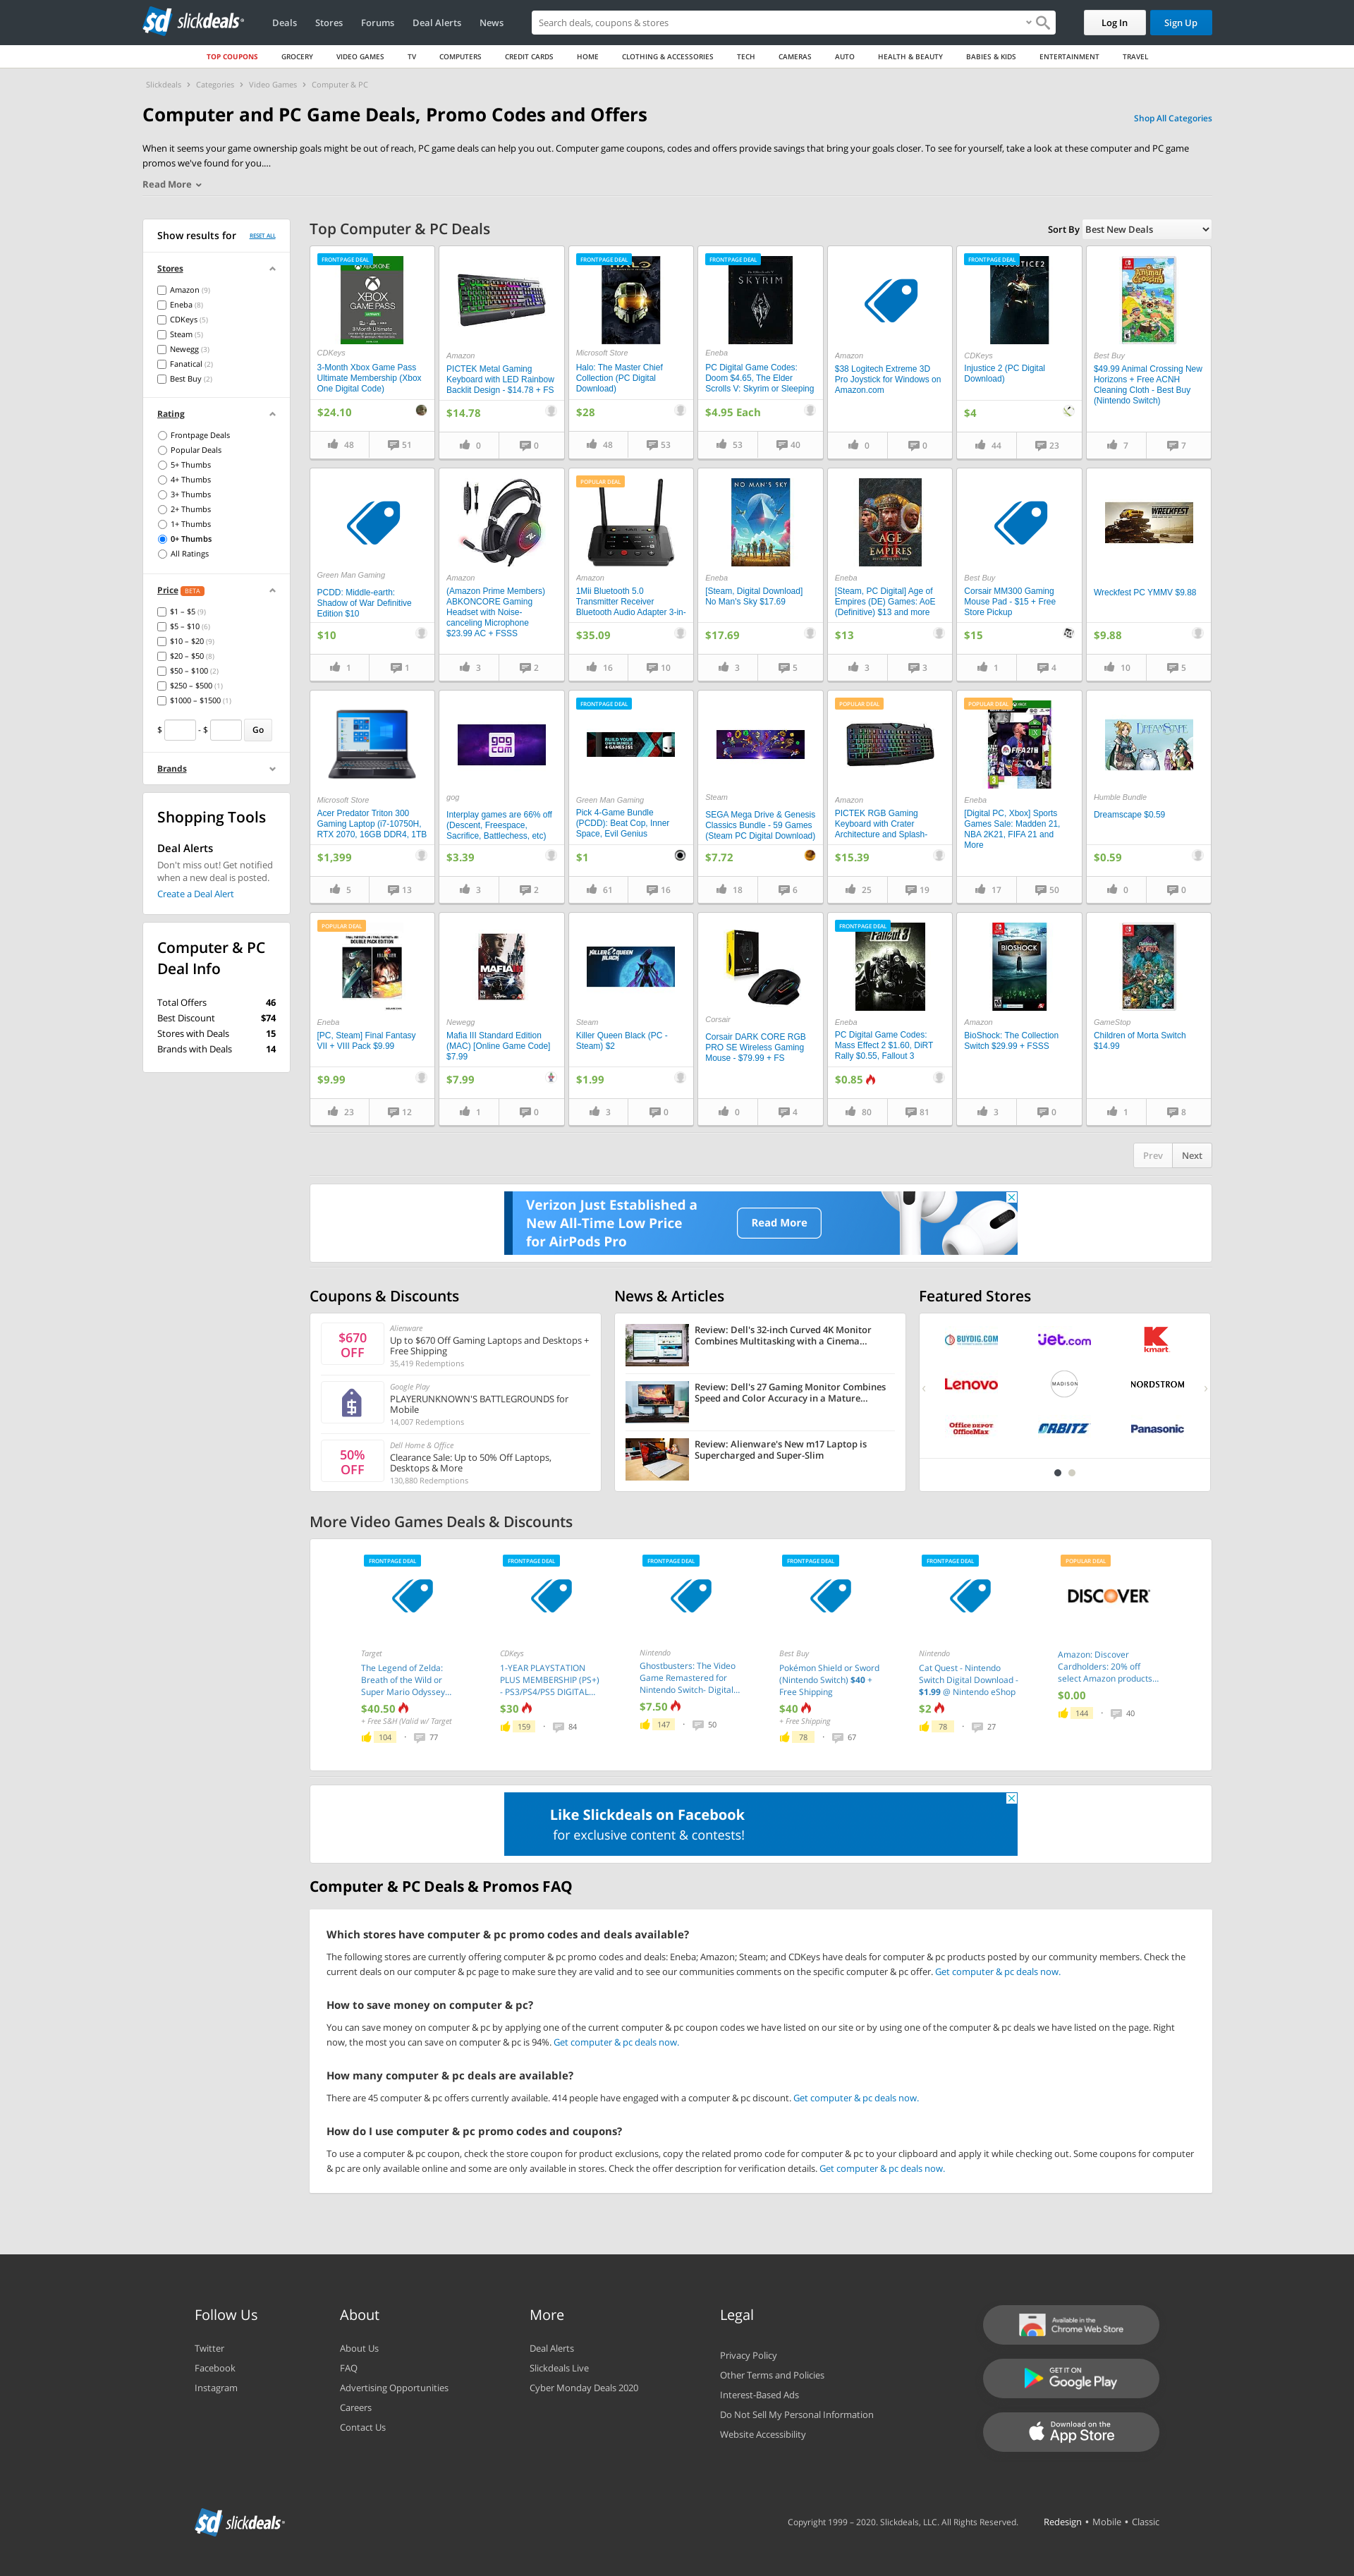 sd slickdeals
Deals Stores Forums Deal Alerts News
Search deals, coupons & stores
Log In Sign Up
TOP COUPONS GROCERY VIDEO GAMES TV COMPUTERS CREDIT CARDS HOME CLOTHING & ACCESSORIES TECH CAMERAS AUTO HEALTH & BEAUTY BABIES & KIDS ENTERTAINMENT TRAVEL
Slickdeals › Categories › Video Games › Computer & PC
Computer and PC Game Deals, Promo Codes and Offers
Shop All Categories
When it seems your game ownership goals might be out of reach, PC game deals can help you out. Computer game coupons, codes and offers provide savings that bring your goals closer. To see for yourself, take a look at these computer and PC game
promos we've found for you....
Read More
Show results for RESET ALL
Stores
Amazon (9)
Eneba (8)
CDKeys (5)
Steam (5)
Newegg (3)
Fanatical (2)
Best Buy (2)
Rating
Frontpage Deals
Popular Deals
5+ Thumbs
4+ Thumbs
3+ Thumbs
2+ Thumbs
1+ Thumbs
0+ Thumbs
All Ratings
Price BETA
$1 – $5 (9)
$5 – $10 (6)
$10 – $20 (9)
$20 – $50 (8)
$50 – $100 (2)
$250 – $500 (1)
$1000 – $1500 (1)
$ - $ Go
Brands
Shopping Tools
Deal Alerts
Don't miss out! Get notified
when a new deal is posted.
Create a Deal Alert
Computer & PC
Deal Info
Total Offers 46
Best Discount $74
Stores with Deals 15
Brands with Deals 14
Top Computer & PC Deals
Sort By Best New Deals
FRONTPAGE DEAL
XBOX ONE
XBOX
GAME PASS
CDKeys
3-Month Xbox Game Pass
Ultimate Membership (Xbox
One Digital Code)
$24.10
48 51
Amazon
PICTEK Metal Gaming
Keyboard with LED Rainbow
Backlit Design - $14.78 + FS
$14.78
0 0
FRONTPAGE DEAL
HALO
Microsoft Store
Halo: The Master Chief
Collection (PC Digital
Download)
$28
48 53
FRONTPAGE DEAL
SKYRIM
Eneba
PC Digital Game Codes:
Doom $4.65, The Elder
Scrolls V: Skyrim or Sleeping
$4.95 Each
53 40
Amazon
$38 Logitech Extreme 3D
Pro Joystick for Windows on
Amazon.com
0 0
FRONTPAGE DEAL
INJUSTICE 2
CDKeys
Injustice 2 (PC Digital
Download)
$4
44 23
Animal Crossing
Best Buy
$49.99 Animal Crossing New
Horizons + Free ACNH
Cleaning Cloth - Best Buy
(Nintendo Switch)
7 7
Green Man Gaming
PCDD: Middle-earth:
Shadow of War Definitive
Edition $10
$10
1 1
Amazon
(Amazon Prime Members)
ABKONCORE Gaming
Headset with Noise-
canceling Microphone
$23.99 AC + FSSS
3 2
POPULAR DEAL
Amazon
1Mii Bluetooth 5.0
Transmitter Receiver
Bluetooth Audio Adapter 3-in-
$35.09
16 10
NO MAN'S SKY
Eneba
[Steam, Digital Download]
No Man's Sky $17.69
$17.69
3 5
AGE of EMPIRES
Eneba
[Steam, PC Digital] Age of
Empires (DE) Games: AoE
(Definitive) $13 and more
$13
3 3
Best Buy
Corsair MM300 Gaming
Mouse Pad - $15 + Free
Store Pickup
$15
1 4
WRECKFEST
Wreckfest PC YMMV $9.88
$9.88
10 5
Microsoft Store
Acer Predator Triton 300
Gaming Laptop (i7-10750H,
RTX 2070, 16GB DDR4, 1TB
$1,399
5 13
gog com
gog
Interplay games are 66% off
(Descent, Freespace,
Sacrifice, Battlechess, etc)
$3.39
3 2
FRONTPAGE DEAL
BUILD YOUR
OWN BUNDLE
4 GAMES | $1
Green Man Gaming
Pick 4-Game Bundle
(PCDD): Beat Cop, Inner
Space, Evil Genius
$1
61 16
Steam
SEGA Mega Drive & Genesis
Classics Bundle - 59 Games
(Steam PC Digital Download)
$7.72
18 6
POPULAR DEAL
Amazon
PICTEK RGB Gaming
Keyboard with Crater
Architecture and Splash-
$15.39
25 19
POPULAR DEAL
FIFA 21
Eneba
[Digital PC, Xbox] Sports
Games Sale: Madden 21,
NBA 2K21, FIFA 21 and
More
17 50
DREAMSCAPE
Humble Bundle
Dreamscape $0.59
$0.59
0 0
POPULAR DEAL
DOUBLE PACK EDITION
Eneba
[PC, Steam] Final Fantasy
VII + VIII Pack $9.99
$9.99
23 12
MAFIA III
Newegg
Mafia III Standard Edition
(MAC) [Online Game Code]
$7.99
$7.99
1 0
KILLER QUEEN BLACK
Steam
Killer Queen Black (PC -
Steam) $2
$1.99
3 0
Corsair
Corsair DARK CORE RGB
PRO SE Wireless Gaming
Mouse - $79.99 + FS
0 4
FRONTPAGE DEAL
Fallout 3
Eneba
PC Digital Game Codes:
Mass Effect 2 $1.60, DiRT
Rally $0.55, Fallout 3
$0.85
80 81
BIOSHOCK
Amazon
BioShock: The Collection
Switch $29.99 + FSSS
3 0
MORTA
GameStop
Children of Morta Switch
$14.99
1 8
Prev Next
Verizon Just Established a
New All-Time Low Price
for AirPods Pro
Read More
Coupons & Discounts
$670
OFF
Alienware
Up to $670 Off Gaming Laptops and Desktops +
Free Shipping
35,419 Redemptions
Google Play
PLAYERUNKNOWN'S BATTLEGROUNDS for
Mobile
14,007 Redemptions
50%
OFF
Dell Home & Office
Clearance Sale: Up to 50% Off Laptops,
Desktops & More
130,880 Redemptions
News & Articles
Review: Dell's 32-inch Curved 4K Monitor
Combines Multitasking with a Cinema...
Review: Dell's 27 Gaming Monitor Combines
Speed and Color Accuracy in a Mature...
Review: Alienware's New m17 Laptop is
Supercharged and Super-Slim
Featured Stores
BUYDIG.COM jet.com kmart
Lenovo MADISON NORDSTROM
Office DEPOT
OfficeMax ORBITZ Panasonic
More Video Games Deals & Discounts
FRONTPAGE DEAL
Target
The Legend of Zelda:
Breath of the Wild or
Super Mario Odyssey...
$40.50
+ Free S&H (Valid w/ Target
104 · 77
FRONTPAGE DEAL
CDKeys
1-YEAR PLAYSTATION
PLUS MEMBERSHIP (PS+)
- PS3/PS4/PS5 DIGITAL...
$30
159 · 84
FRONTPAGE DEAL
Nintendo
Ghostbusters: The Video
Game Remastered for
Nintendo Switch- Digital...
$7.50
147 · 50
FRONTPAGE DEAL
Best Buy
Pokémon Shield or Sword
(Nintendo Switch) $40 +
Free Shipping
$40
+ Free Shipping
78 · 67
FRONTPAGE DEAL
Nintendo
Cat Quest - Nintendo
Switch Digital Download -
$1.99 @ Nintendo eShop
$2
78 · 27
POPULAR DEAL
DISCOVER
Amazon: Discover
Cardholders: 20% off
select Amazon products...
$0.00
144 · 40
Like Slickdeals on Facebook
for exclusive content & contests!
Computer & PC Deals & Promos FAQ
Which stores have computer & pc promo codes and deals available?
The following stores are currently offering computer & pc promo codes and deals: Eneba; Amazon; Steam; and CDKeys have deals for computer & pc products posted by our community members. Check the
current deals on our computer & pc page to make sure they are valid and to see our communities comments on the specific computer & pc offer. Get computer & pc deals now.
How to save money on computer & pc?
You can save money on computer & pc by applying one of the current computer & pc coupon codes we have listed on our site or by using one of the computer & pc deals we have listed on the page. Right
now, the most you can save on computer & pc is 94%. Get computer & pc deals now.
How many computer & pc deals are available?
There are 45 computer & pc offers currently available. 414 people have engaged with a computer & pc discount. Get computer & pc deals now.
How do I use computer & pc promo codes and coupons?
To use a computer & pc coupon, check the store coupon for product exclusions, copy the related promo code for computer & pc to your clipboard and apply it while checking out. Some coupons for computer
& pc are only available online and some are only available in stores. Check the offer description for verification details. Get computer & pc deals now.
Follow Us
Twitter
Facebook
Instagram
About
About Us
FAQ
Advertising Opportunities
Careers
Contact Us
More
Deal Alerts
Slickdeals Live
Cyber Monday Deals 2020
Legal
Privacy Policy
Other Terms and Policies
Interest-Based Ads
Do Not Sell My Personal Information
Website Accessibility
Available in the
Chrome Web Store
GET IT ON
Google Play
Download on the
App Store
sd slickdeals
Copyright 1999 – 2020. Slickdeals, LLC. All Rights Reserved. Redesign • Mobile • Classic